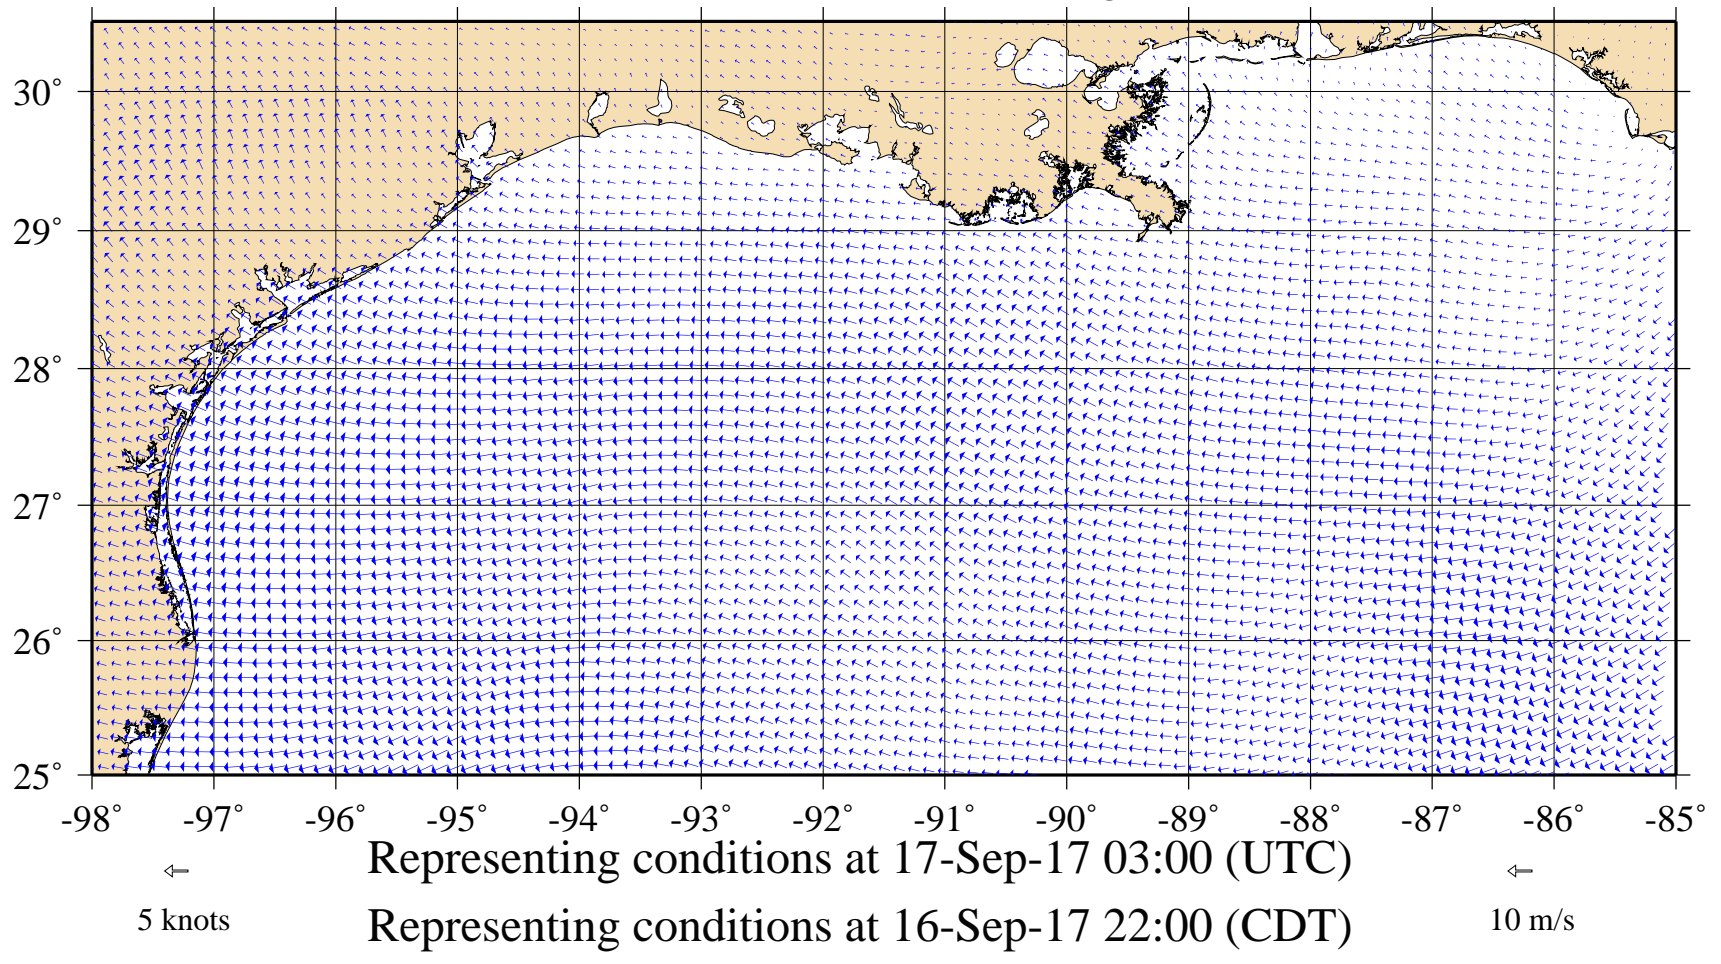 30°
29°
28°
27°
26°
25°
-98° -97° -96° -95° -94° -93° -92° -91° -90° -89° -88° -87° -86° -85°
Representing conditions at 17-Sep-17 03:00 (UTC)
5 knots
Representing conditions at 16-Sep-17 22:00 (CDT)
10 m/s